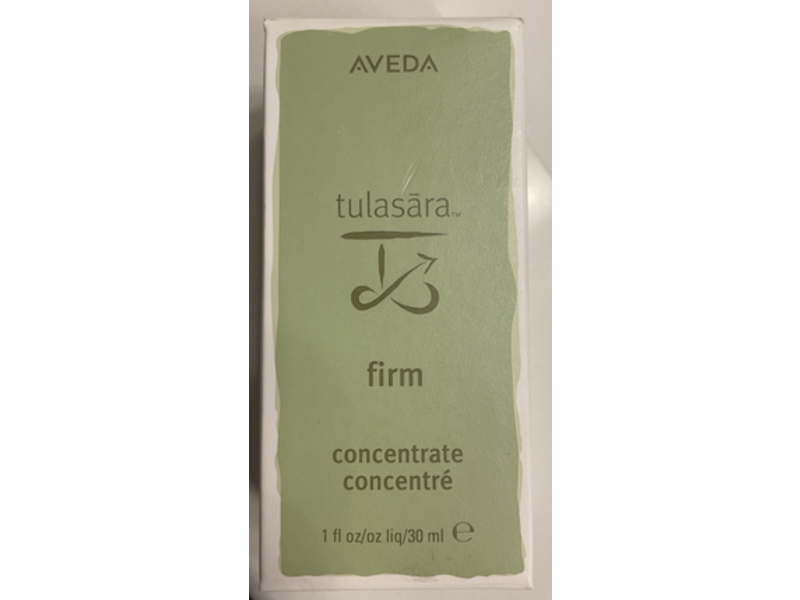 AVEDA
tulasāra™
firm
concentrate
concentré
1 fl oz/oz liq/30 ml ℮